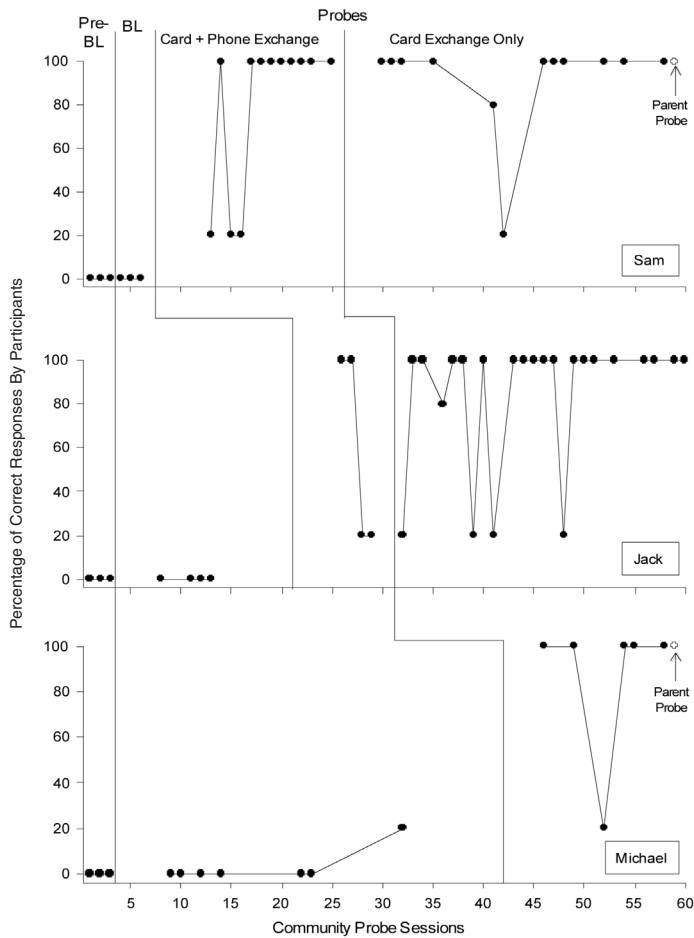 Probes
Pre-
BL
BL
Card + Phone Exchange
Card Exchange Only
100
80
60
40
20
0
Parent
Probe
Sam
Percentage of Correct Responses By Participants
100
80
60
40
20
0
Jack
100
80
60
40
20
0
Parent
Probe
Michael
5 10 15 20 25 30 35 40 45 50 55 60
Community Probe Sessions